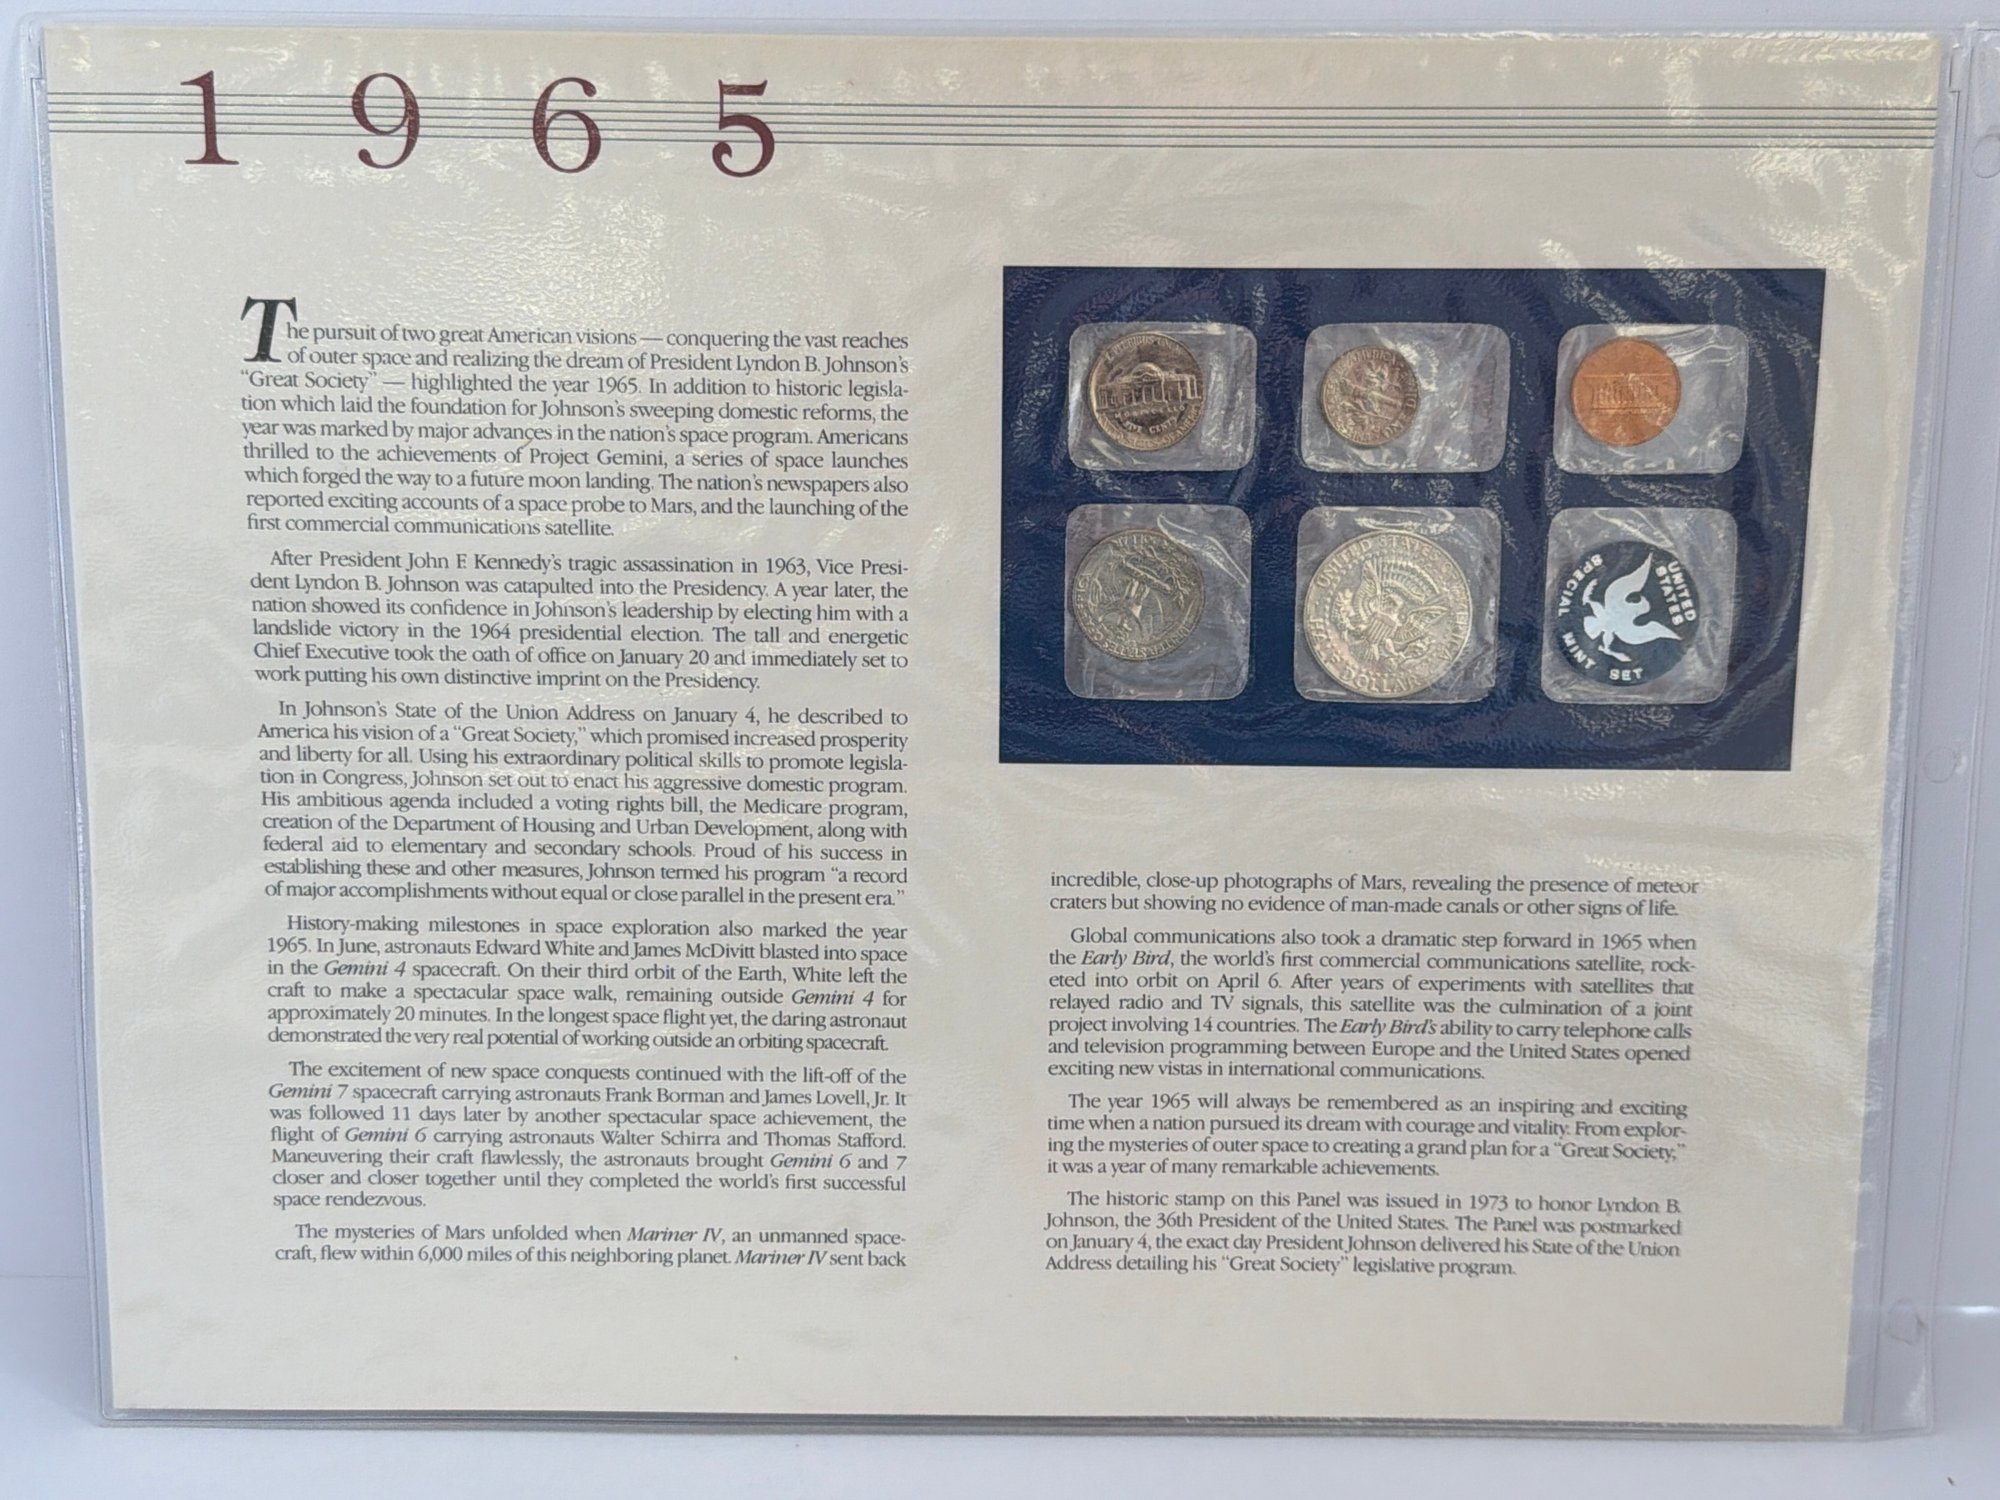 1965
The pursuit of two great American visions — conquering the vast reaches
of outer space and realizing the dream of President Lyndon B. Johnson's
"Great Society" — highlighted the year 1965. In addition to historic legisla-
tion which laid the foundation for Johnson's sweeping domestic reforms, the
year was marked by major advances in the nation's space program. Americans
thrilled to the achievements of Project Gemini, a series of space launches
which forged the way to a future moon landing. The nation's newspapers also
reported exciting accounts of a space probe to Mars, and the launching of the
first commercial communications satellite.
After President John F. Kennedy's tragic assassination in 1963, Vice Presi-
dent Lyndon B. Johnson was catapulted into the Presidency. A year later, the
nation showed its confidence in Johnson's leadership by electing him with a
landslide victory in the 1964 presidential election. The tall and energetic
Chief Executive took the oath of office on January 20 and immediately set to
work putting his own distinctive imprint on the Presidency.
In Johnson's State of the Union Address on January 4, he described to
America his vision of a "Great Society," which promised increased prosperity
and liberty for all. Using his extraordinary political skills to promote legisla-
tion in Congress, Johnson set out to enact his aggressive domestic program.
His ambitious agenda included a voting rights bill, the Medicare program,
creation of the Department of Housing and Urban Development, along with
federal aid to elementary and secondary schools. Proud of his success in
establishing these and other measures, Johnson termed his program "a record
of major accomplishments without equal or close parallel in the present era."
History-making milestones in space exploration also marked the year
1965. In June, astronauts Edward White and James McDivitt blasted into space
in the Gemini 4 spacecraft. On their third orbit of the Earth, White left the
craft to make a spectacular space walk, remaining outside Gemini 4 for
approximately 20 minutes. In the longest space flight yet, the daring astronaut
demonstrated the very real potential of working outside an orbiting spacecraft.
The excitement of new space conquests continued with the lift-off of the
Gemini 7 spacecraft carrying astronauts Frank Borman and James Lovell, Jr. It
was followed 11 days later by another spectacular space achievement, the
flight of Gemini 6 carrying astronauts Walter Schirra and Thomas Stafford.
Maneuvering their craft flawlessly, the astronauts brought Gemini 6 and 7
closer and closer together until they completed the world's first successful
space rendezvous.
The mysteries of Mars unfolded when Mariner IV, an unmanned space-
craft, flew within 6,000 miles of this neighboring planet. Mariner IV sent back
MONTICELLO
FIVE CENTS
UNITED STATES
HALF DOLLAR
UNITED
STATES
SPECIAL
MINT SET
incredible, close-up photographs of Mars, revealing the presence of meteor
craters but showing no evidence of man-made canals or other signs of life.
Global communications also took a dramatic step forward in 1965 when
the Early Bird, the world's first commercial communications satellite, rock-
eted into orbit on April 6. After years of experiments with satellites that
relayed radio and TV signals, this satellite was the culmination of a joint
project involving 14 countries. The Early Bird's ability to carry telephone calls
and television programming between Europe and the United States opened
exciting new vistas in international communications.
The year 1965 will always be remembered as an inspiring and exciting
time when a nation pursued its dream with courage and vitality. From explor-
ing the mysteries of outer space to creating a grand plan for a "Great Society,"
it was a year of many remarkable achievements.
The historic stamp on this Panel was issued in 1973 to honor Lyndon B.
Johnson, the 36th President of the United States. The Panel was postmarked
on January 4, the exact day President Johnson delivered his State of the Union
Address detailing his "Great Society" legislative program.